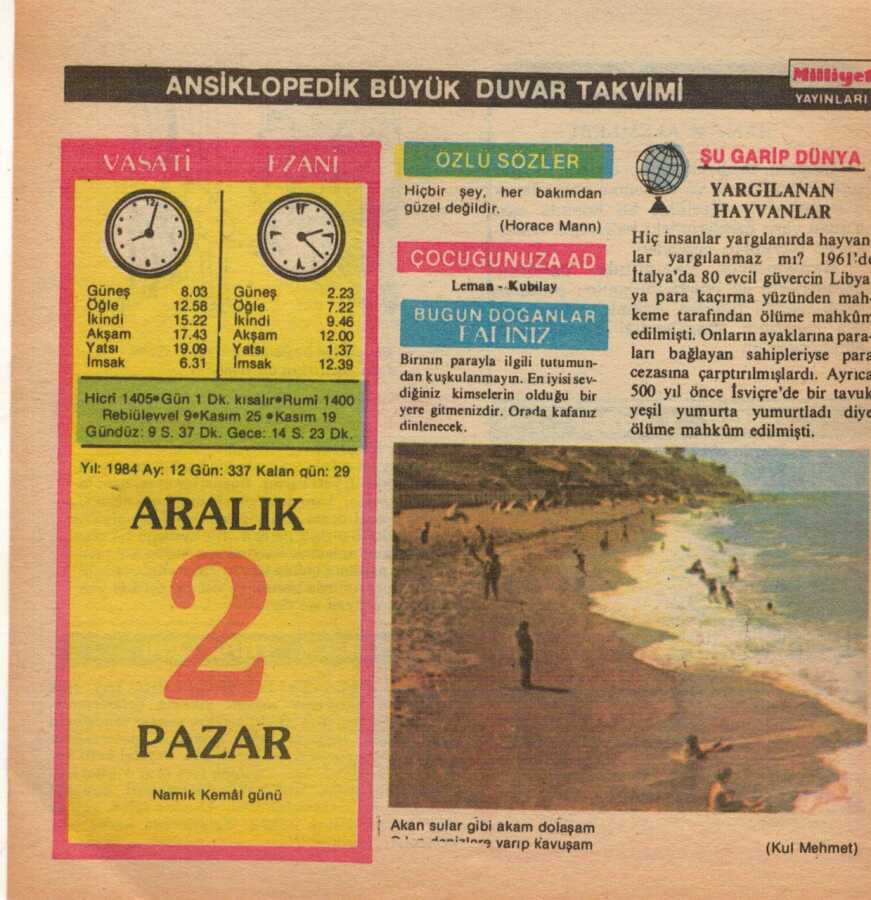 ANSİKLOPEDİK BÜYÜK DUVAR TAKVİMİ
Milliyet
YAYINLARI
VASATİ EZANİ
Güneş 8.03 Güneş 2.23
Öğle 12.58 Öğle 7.22
İkindi 15.22 İkindi 9.46
Akşam 17.43 Akşam 12.00
Yatsı 19.09 Yatsı 1.37
İmsak 6.31 İmsak 12.39
Hicrî 1405•Gün 1 Dk. kısalır•Rumî 1400
Rebiülevvel 9•Kasım 25 •Kasım 19
Gündüz: 9 S. 37 Dk. Gece: 14 S. 23 Dk.
Yıl: 1984 Ay: 12 Gün: 337 Kalan gün: 29
ARALIK
2
PAZAR
Namık Kemâl günü
ÖZLÜ SÖZLER
Hiçbir şey, her bakımdan
güzel değildir.
(Horace Mann)
ÇOCUĞUNUZA AD
Leman - Kubilay
BUGÜN DOĞANLAR
FALINIZ
Birinin parayla ilgili tutumun-
dan kuşkulanmayın. En iyisi sev-
diğiniz kimselerin olduğu bir
yere gitmenizdir. Orada kafanız
dinlenecek.
ŞU GARİP DÜNYA
YARGILANAN
HAYVANLAR
Hiç insanlar yargılanırda hayvan
lar yargılanmaz mı? 1961'de
İtalya'da 80 evcil güvercin Libya
ya para kaçırma yüzünden mah-
keme tarafından ölüme mahkûm
edilmişti. Onların ayaklarına para-
ları bağlayan sahipleriyse para
cezasına çarptırılmışlardı. Ayrıca
500 yıl önce İsviçre'de bir tavuk
yeşil yumurta yumurtladı diye
ölüme mahkûm edilmişti.
Akan sular gibi akam dolaşam
denizlere varıp kavuşam
(Kul Mehmet)